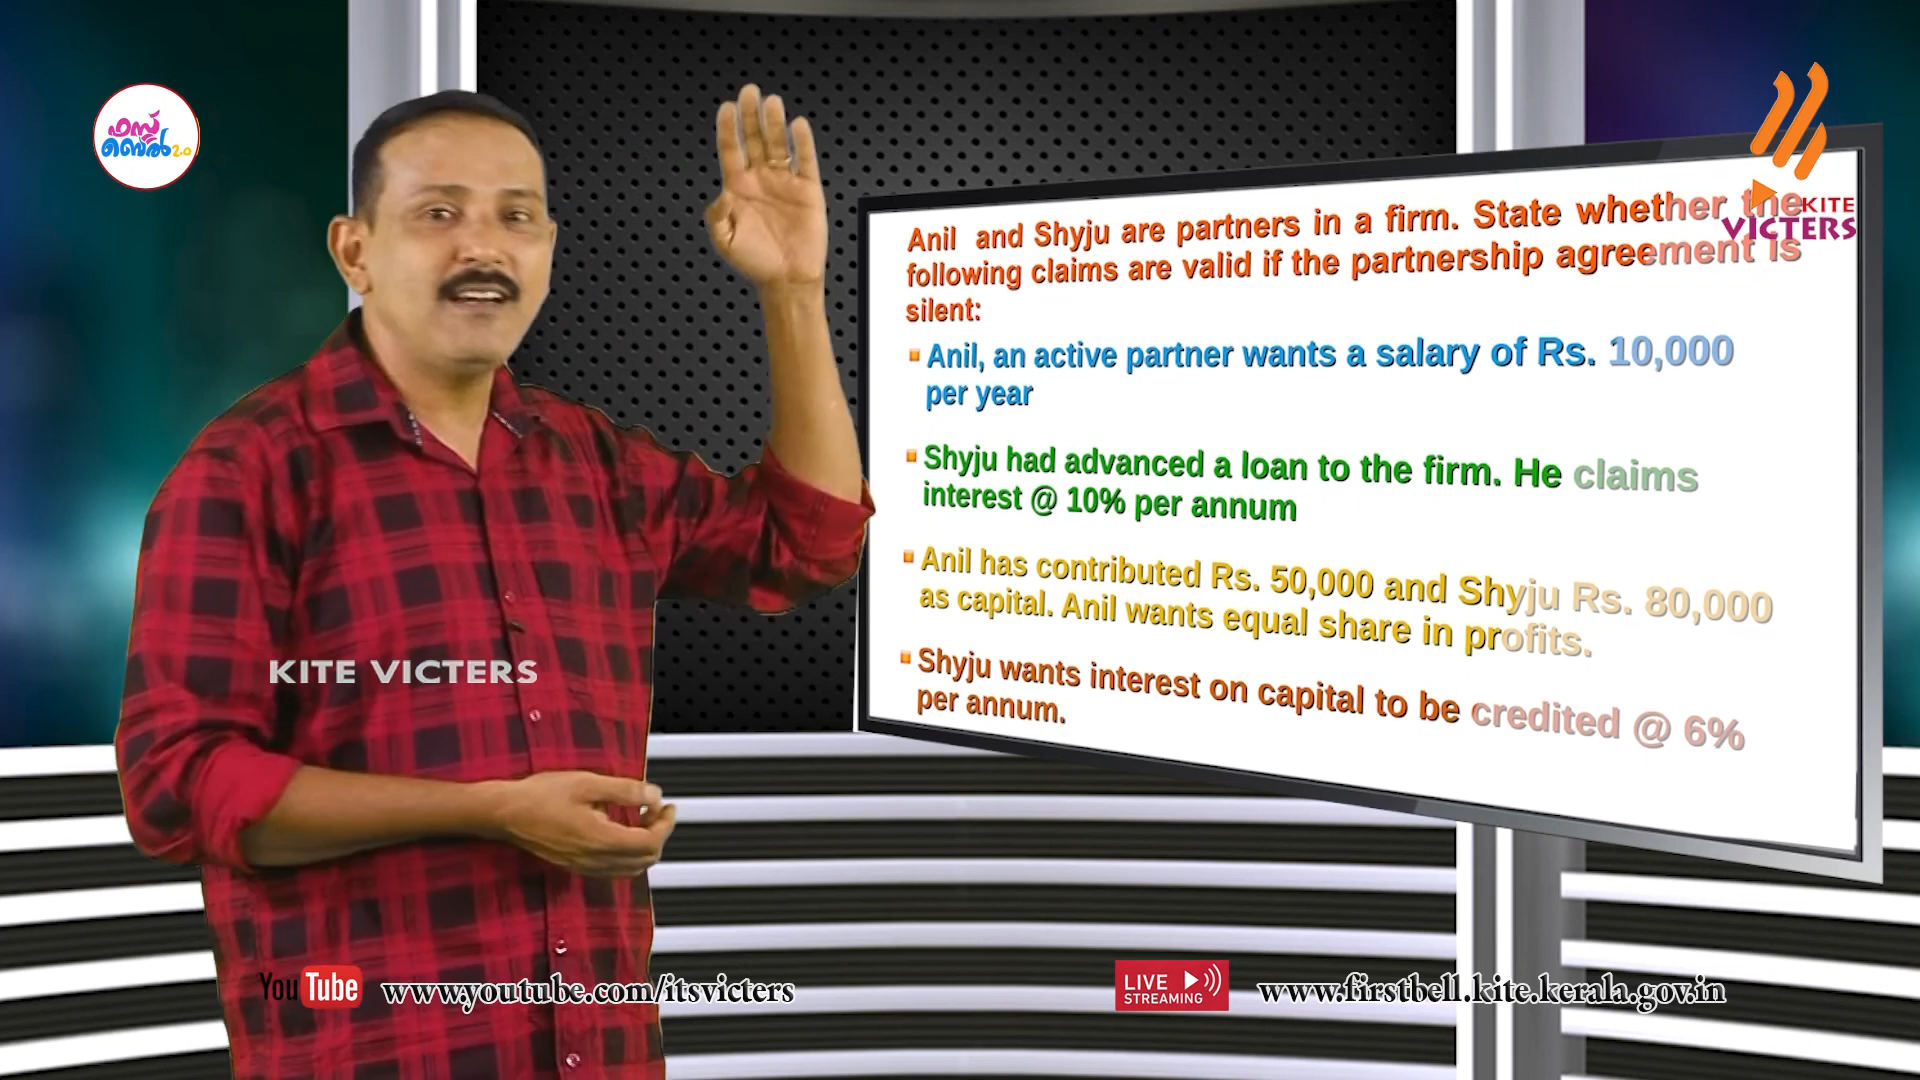 ഫസ്റ്റ്
ബെൽ 2.0
KITE
VICTERS
Anil and Shyju are partners in a firm. State whether the
following claims are valid if the partnership agreement is
silent:
Anil, an active partner wants a salary of Rs. 10,000
per year
Shyju had advanced a loan to the firm. He claims
interest @ 10% per annum
Anil has contributed Rs. 50,000 and Shyju Rs. 80,000
as capital. Anil wants equal share in profits.
Shyju wants interest on capital to be credited @ 6%
per annum.
KITE VICTERS
YouTube www.youtube.com/itsvicters
LIVE
STREAMING
www.firstbell.kite.kerala.gov.in